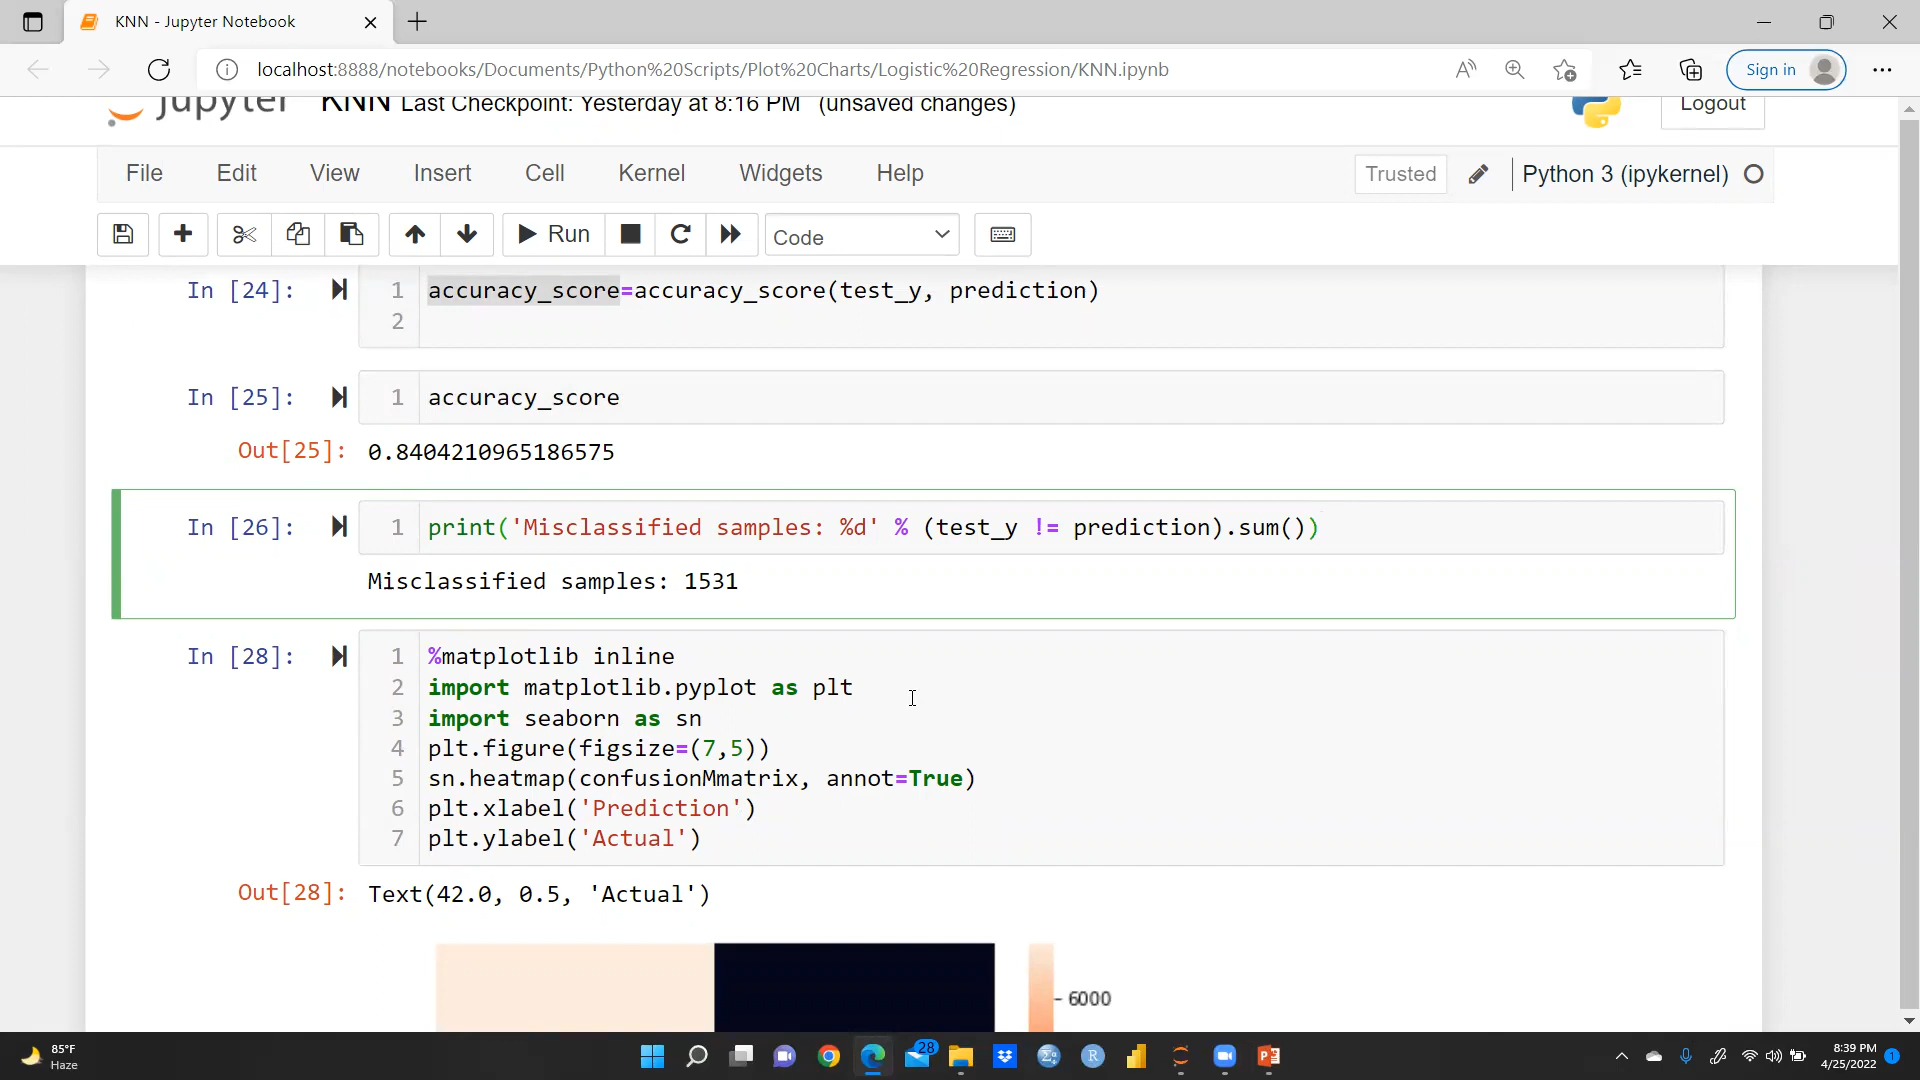 KNN - Jupyter Notebook
localhost:8888/notebooks/Documents/Python%20Scripts/Plot%20Charts/Logistic%20Regression/KNN.ipynb
Sign in
jupyter KNN Last Checkpoint: Yesterday at 8:16 PM (unsaved changes)
Logout
File Edit View Insert Cell Kernel Widgets Help
Trusted
Python 3 (ipykernel)
Run
Code
In [24]:
1 accuracy_score=accuracy_score(test_y, prediction)
2
In [25]:
1 accuracy_score
Out[25]: 0.8404210965186575
In [26]:
1 print('Misclassified samples: %d' % (test_y != prediction).sum())
Misclassified samples: 1531
In [28]:
1 %matplotlib inline
2 import matplotlib.pyplot as plt
3 import seaborn as sn
4 plt.figure(figsize=(7,5))
5 sn.heatmap(confusionMmatrix, annot=True)
6 plt.xlabel('Prediction')
7 plt.ylabel('Actual')
Out[28]: Text(42.0, 0.5, 'Actual')
6000
85°F
Haze
28
R
8:39 PM
4/25/2022
1